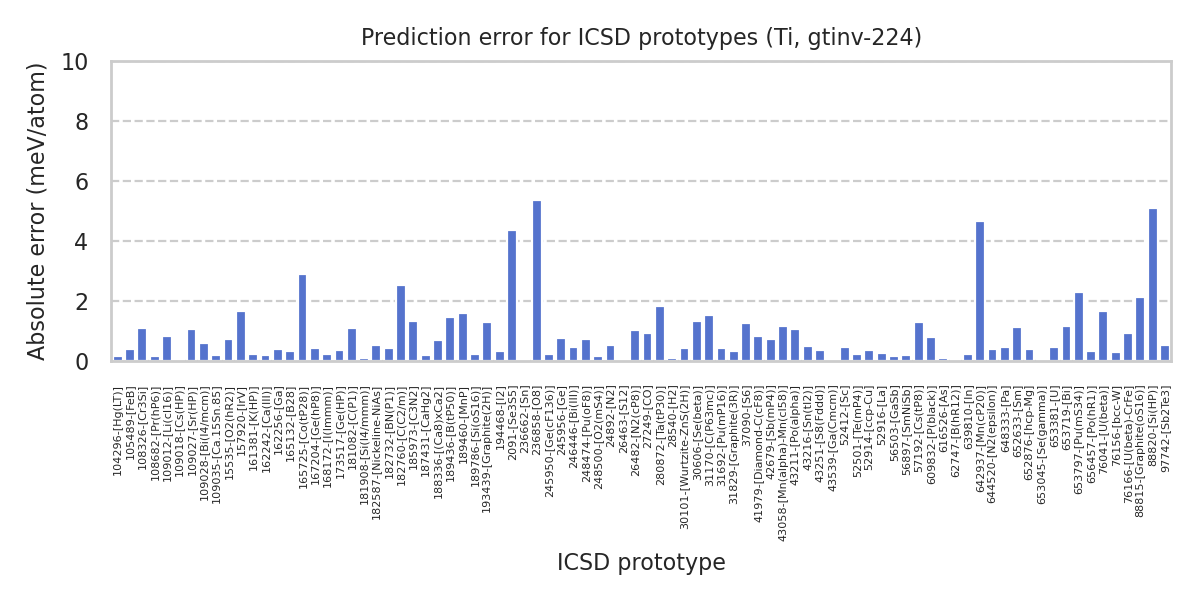 Prediction error for ICSD prototypes (Ti, gtinv-224)
Absolute error (meV/atom)
10
8
6
4
2
0
104296-[Hg(LT)]
105489-[FeB]
108326-[Cr3Si]
108682-[Pr(hP6)]
109012-[Li(cI16)]
109018-[Cs(HP)]
109027-[Sr(HP)]
109028-[Bi(I4/mcm)]
109035-[Ca.15Sn.85]
15535-[O2(hR2)]
157920-[IrV]
161381-[K(HP)]
162242-[Ca(III)]
162256-[Ga]
165132-[B28]
165725-[Co(tP28)]
167204-[Ge(hP8)]
168172-[I(Immm)]
173517-[Ge(HP)]
181082-[C(P1)]
181908-[Si(I4/mmm)]
182587-[Nickeline-NiAs]
182732-[BN(P1)]
182760-[C(C2/m)]
185973-[C3N2]
187431-[CaHg2]
188336-[(Ca8)xCa2]
189436-[B(tP50)]
189460-[MnP]
189786-[Si(oS16)]
193439-[Graphite(2H)]
194468-[I2]
2091-[Se3S5]
236662-[Sn]
236858-[O8]
245950-[Ge(cF136)]
245956-[Ge]
246446-[Bi(III)]
248474-[Pu(oF8)]
248500-[O2(mS4)]
24892-[N2]
26463-[S12]
26482-[N2(cP8)]
27249-[CO]
280872-[Ta(tP30)]
28540-[H2]
30101-[Wurtzite-ZnS(2H)]
30606-[Se(beta)]
31170-[C(P63mc)]
31692-[Pu(mP16)]
31829-[Graphite(3R)]
37090-[S6]
41979-[Diamond-C(cF8)]
42679-[Sb(mP4)]
43058-[Mn(alpha)-Mn(cI58)]
43211-[Po(alpha)]
43216-[Sn(tI2)]
43251-[S8(Fddd)]
43539-[Ga(Cmcm)]
52412-[Sc]
52501-[Te(mP4)]
52914-[fcc-Cu]
52916-[La]
56503-[GaSb]
56897-[SmNiSb]
57192-[Cs(tP8)]
609832-[P(black)]
616526-[As]
62747-[B(hR12)]
639810-[In]
642937-[Mn(cP20)]
644520-[N2(epsilon)]
648333-[Pa]
652633-[Sm]
652876-[hcp-Mg]
653045-[Se(gamma)]
653381-[U]
653719-[Bi]
653797-[Pu(mS34)]
656457-[Po(hR1)]
76041-[U(beta)]
76156-[bcc-W]
76166-[U(beta)-CrFe]
88815-[Graphite(oS16)]
88820-[Si(HP)]
97742-[Sb2Te3]
ICSD prototype